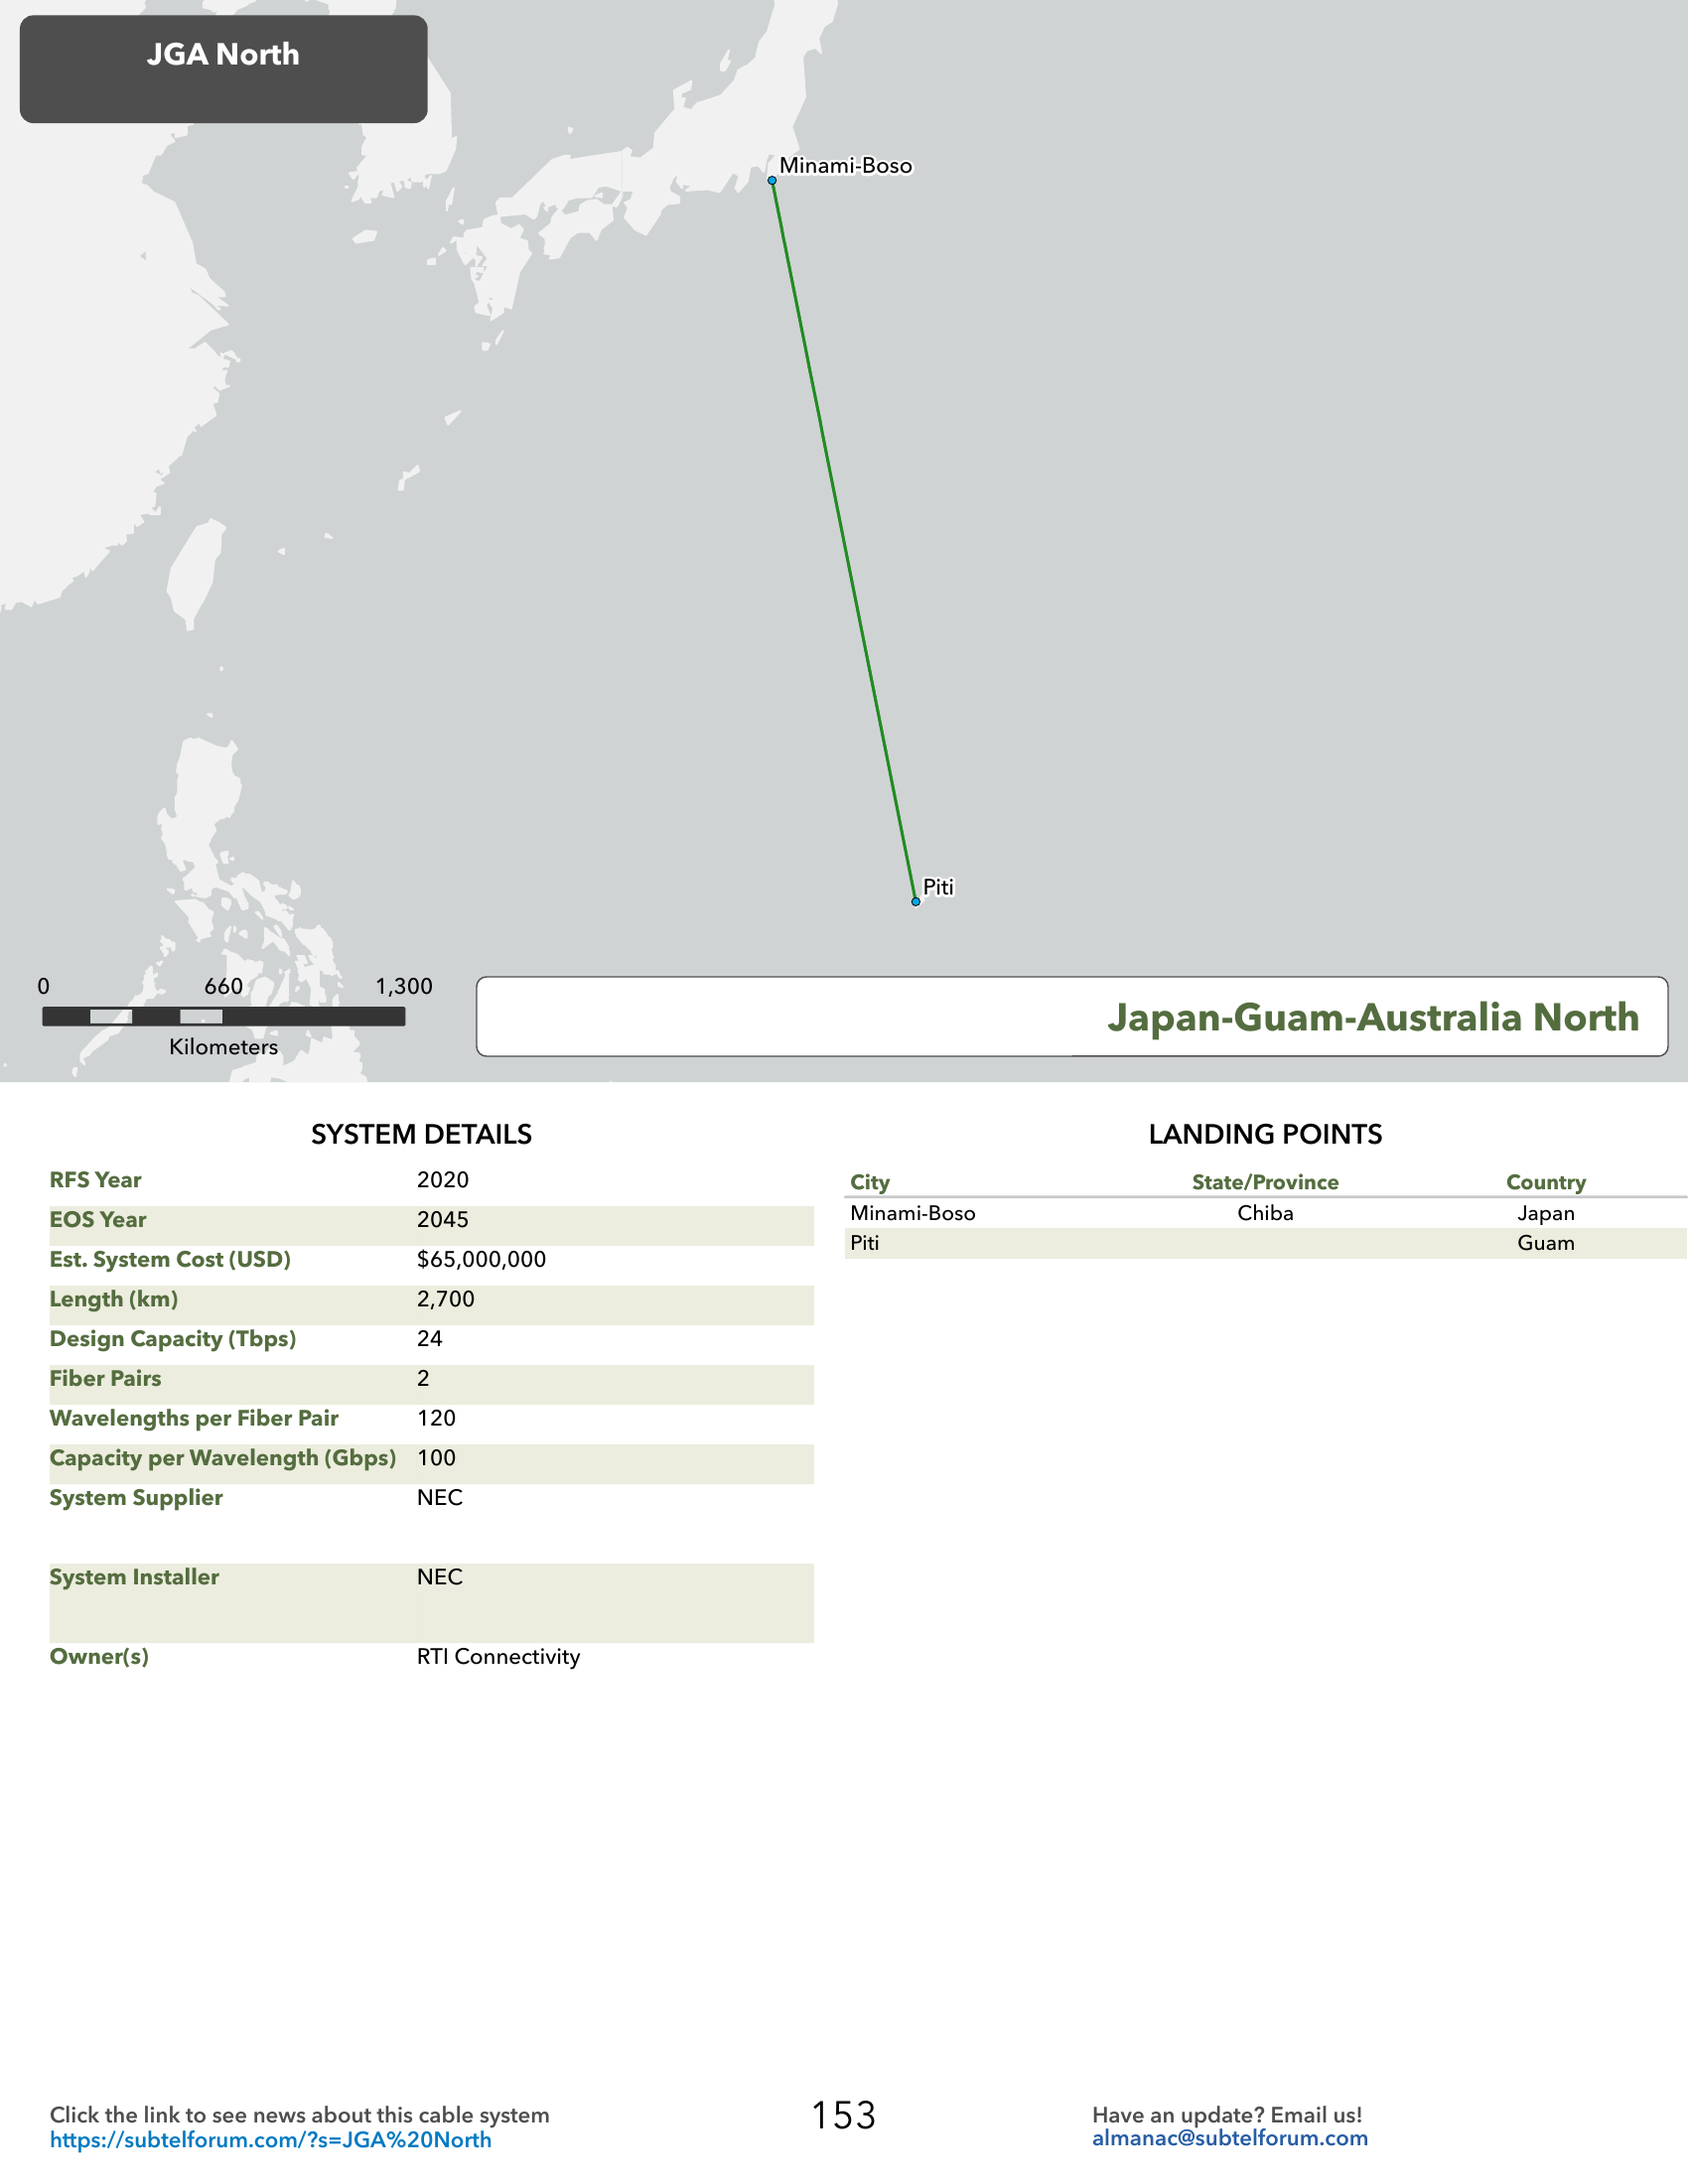 JGA North
Minami-Boso
Piti
0 660 1,300
Kilometers
Japan-Guam-Australia North
SYSTEM DETAILS
RFS Year 2020
EOS Year 2045
Est. System Cost (USD) $65,000,000
Length (km) 2,700
Design Capacity (Tbps) 24
Fiber Pairs 2
Wavelengths per Fiber Pair 120
Capacity per Wavelength (Gbps) 100
System Supplier NEC
System Installer NEC
Owner(s) RTI Connectivity
LANDING POINTS
City State/Province Country
Minami-Boso Chiba Japan
Piti Guam
Click the link to see news about this cable system
https://subtelforum.com/?s=JGA%20North
153
Have an update? Email us!
almanac@subtelforum.com